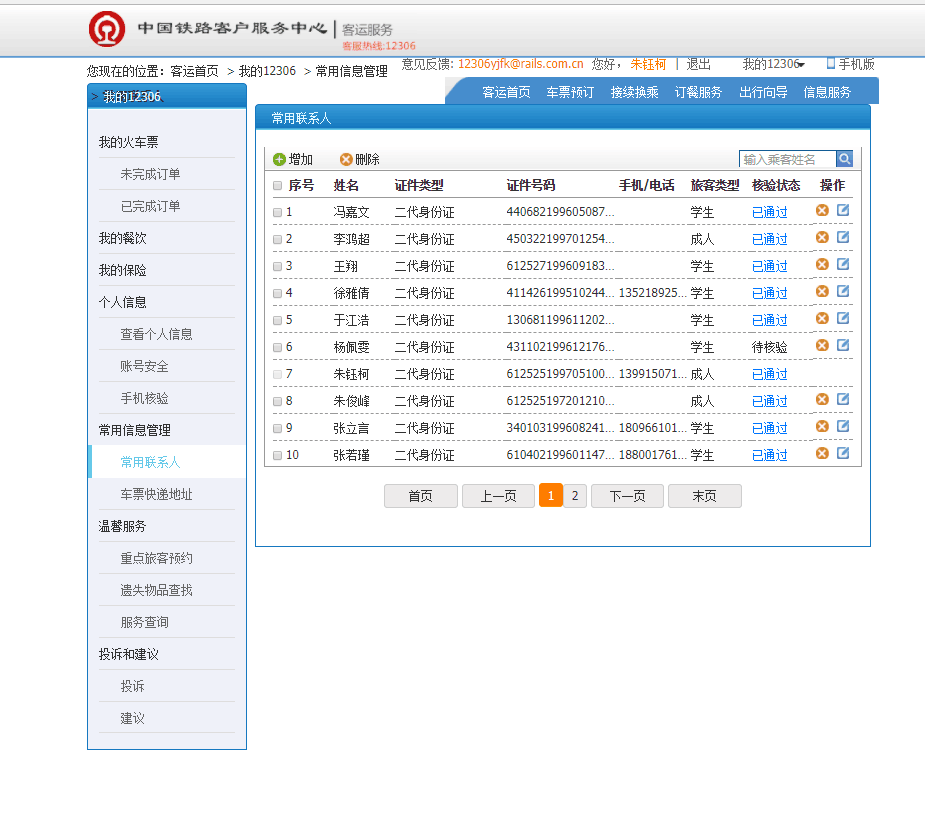 中国铁路客户服务中心 客运服务
客服热线:12306
您现在的位置：客运首页 > 我的12306 > 常用信息管理
意见反馈: 12306yjfk@rails.com.cn 您好，朱钰柯 | 退出 我的12306 手机版
客运首页 车票预订 接续换乘 订餐服务 出行向导 信息服务
> 我的12306
我的火车票
未完成订单
已完成订单
我的餐饮
我的保险
个人信息
查看个人信息
账号安全
手机核验
常用信息管理
常用联系人
车票快递地址
温馨服务
重点旅客预约
遗失物品查找
服务查询
投诉和建议
投诉
建议
常用联系人
增加 删除 输入乘客姓名
序号 姓名 证件类型 证件号码 手机/电话 旅客类型 核验状态 操作
1 冯嘉文 二代身份证 440682199605087... 学生 已通过
2 李鸿超 二代身份证 450322199701254... 成人 已通过
3 王翔 二代身份证 612527199609183... 学生 已通过
4 徐雅倩 二代身份证 411426199510244... 135218925... 学生 已通过
5 于江浩 二代身份证 130681199611202... 学生 已通过
6 杨佩雯 二代身份证 431102199612176... 学生 待核验
7 朱钰柯 二代身份证 612525199705100... 139915071... 成人 已通过
8 朱俊峰 二代身份证 612525197201210... 成人 已通过
9 张立言 二代身份证 340103199608241... 180966101... 学生 已通过
10 张若瑾 二代身份证 610402199601147... 188001761... 学生 已通过
首页 上一页 1 2 下一页 末页